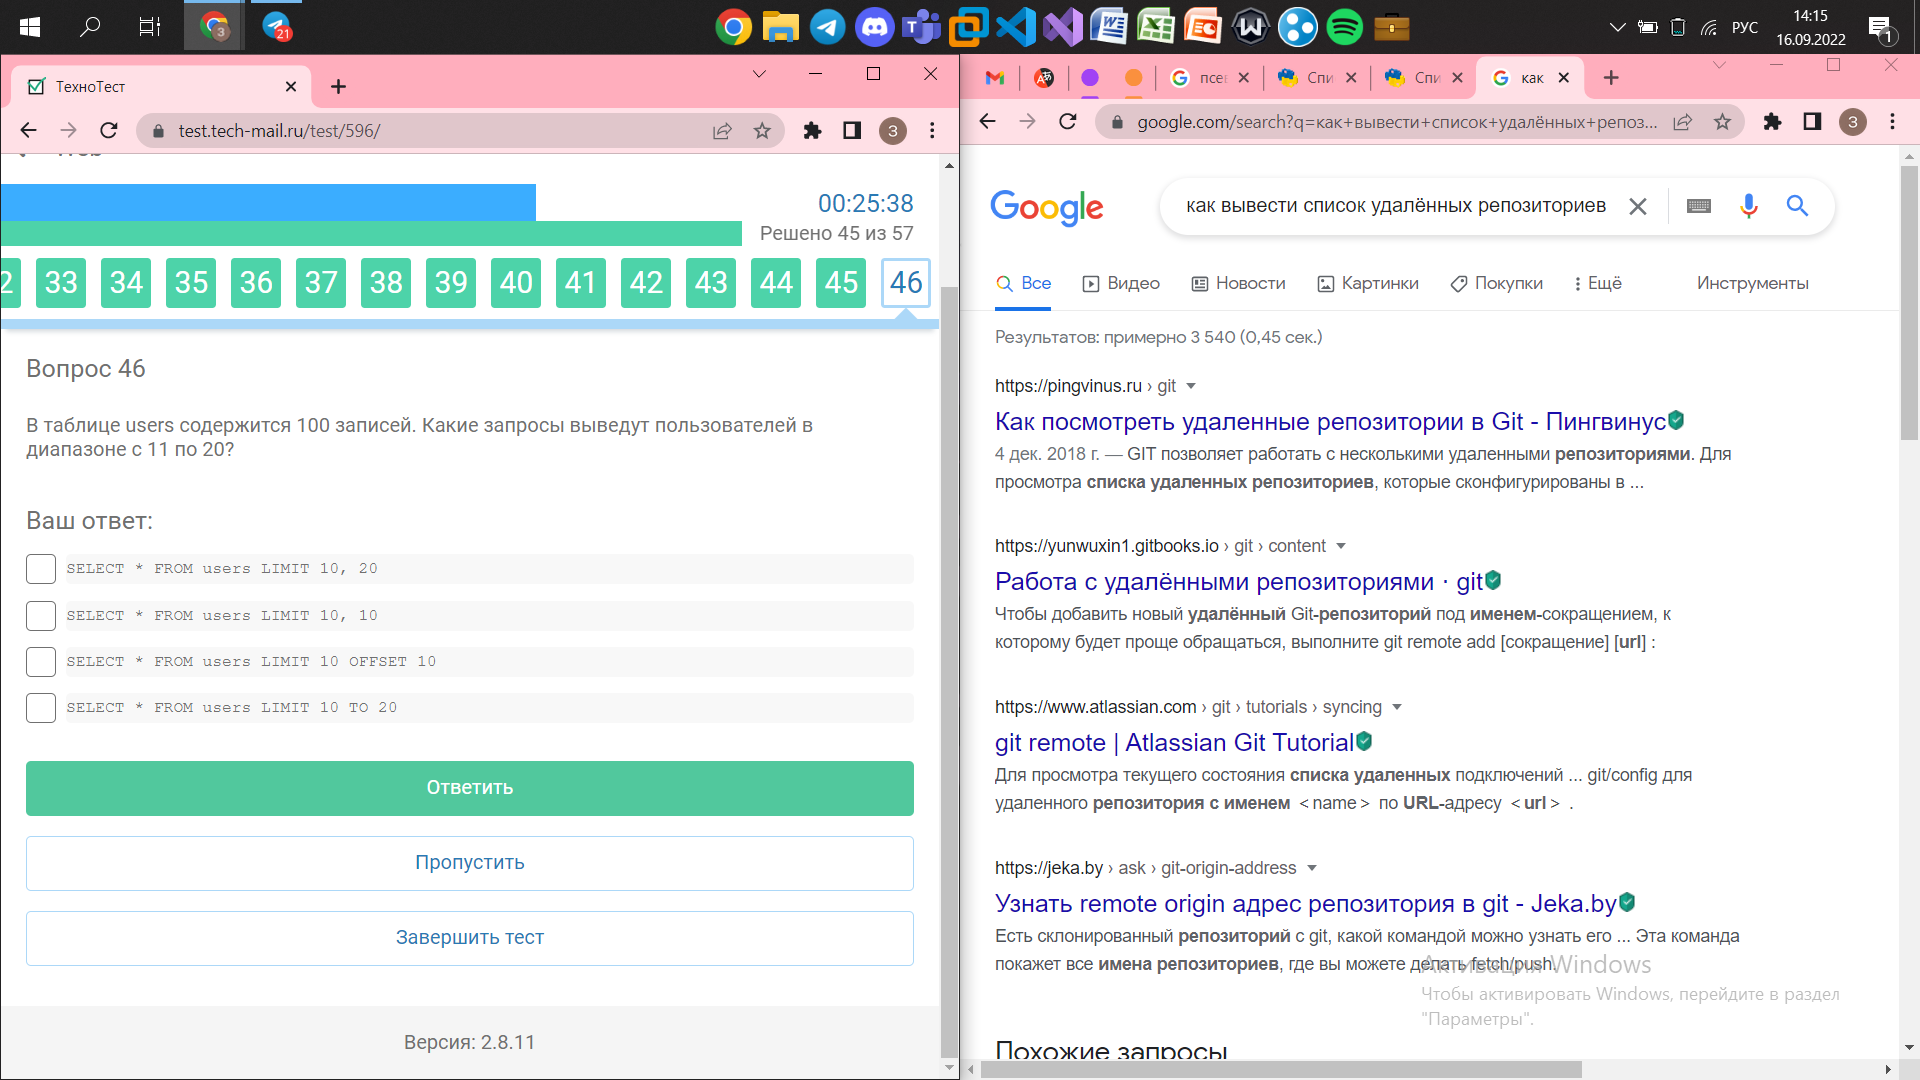 3
21
РУС
14:15
16.09.2022
1
ТехноТест
test.tech-mail.ru/test/596/
3
00:25:38
Решено 45 из 57
2 33 34 35 36 37 38 39 40 41 42 43 44 45 46
Вопрос 46
В таблице users содержится 100 записей. Какие запросы выведут пользователей в
диапазоне с 11 по 20?
Ваш ответ:
SELECT * FROM users LIMIT 10, 20
SELECT * FROM users LIMIT 10, 10
SELECT * FROM users LIMIT 10 OFFSET 10
SELECT * FROM users LIMIT 10 TO 20
Ответить
Пропустить
Завершить тест
Версия: 2.8.11
псе
Спи
Спи
как
google.com/search?q=как+вывести+список+удалённых+репоз...
3
Google
как вывести список удалённых репозиториев
Все Видео Новости Картинки Покупки Ещё Инструменты
Результатов: примерно 3 540 (0,45 сек.)
https://pingvinus.ru › git
Как посмотреть удаленные репозитории в Git - Пингвинус
4 дек. 2018 г. — GIT позволяет работать с несколькими удаленными репозиториями. Для
просмотра списка удаленных репозиториев, которые сконфигурированы в ...
https://yunwuxin1.gitbooks.io › git › content
Работа с удалёнными репозиториями · git
Чтобы добавить новый удалённый Git-репозиторий под именем-сокращением, к
которому будет проще обращаться, выполните git remote add [сокращение] [url] :
https://www.atlassian.com › git › tutorials › syncing
git remote | Atlassian Git Tutorial
Для просмотра текущего состояния списка удаленных подключений ... git/config для
удаленного репозитория с именем <name> по URL-адресу <url> .
https://jeka.by › ask › git-origin-address
Узнать remote origin адрес репозитория в git - Jeka.by
Есть склонированный репозиторий с git, какой командой можно узнать его ... Эта команда
покажет все имена репозиториев, где вы можете делать fetch/push.
Активация Windows
Чтобы активировать Windows, перейдите в раздел
"Параметры".
Похожие запросы